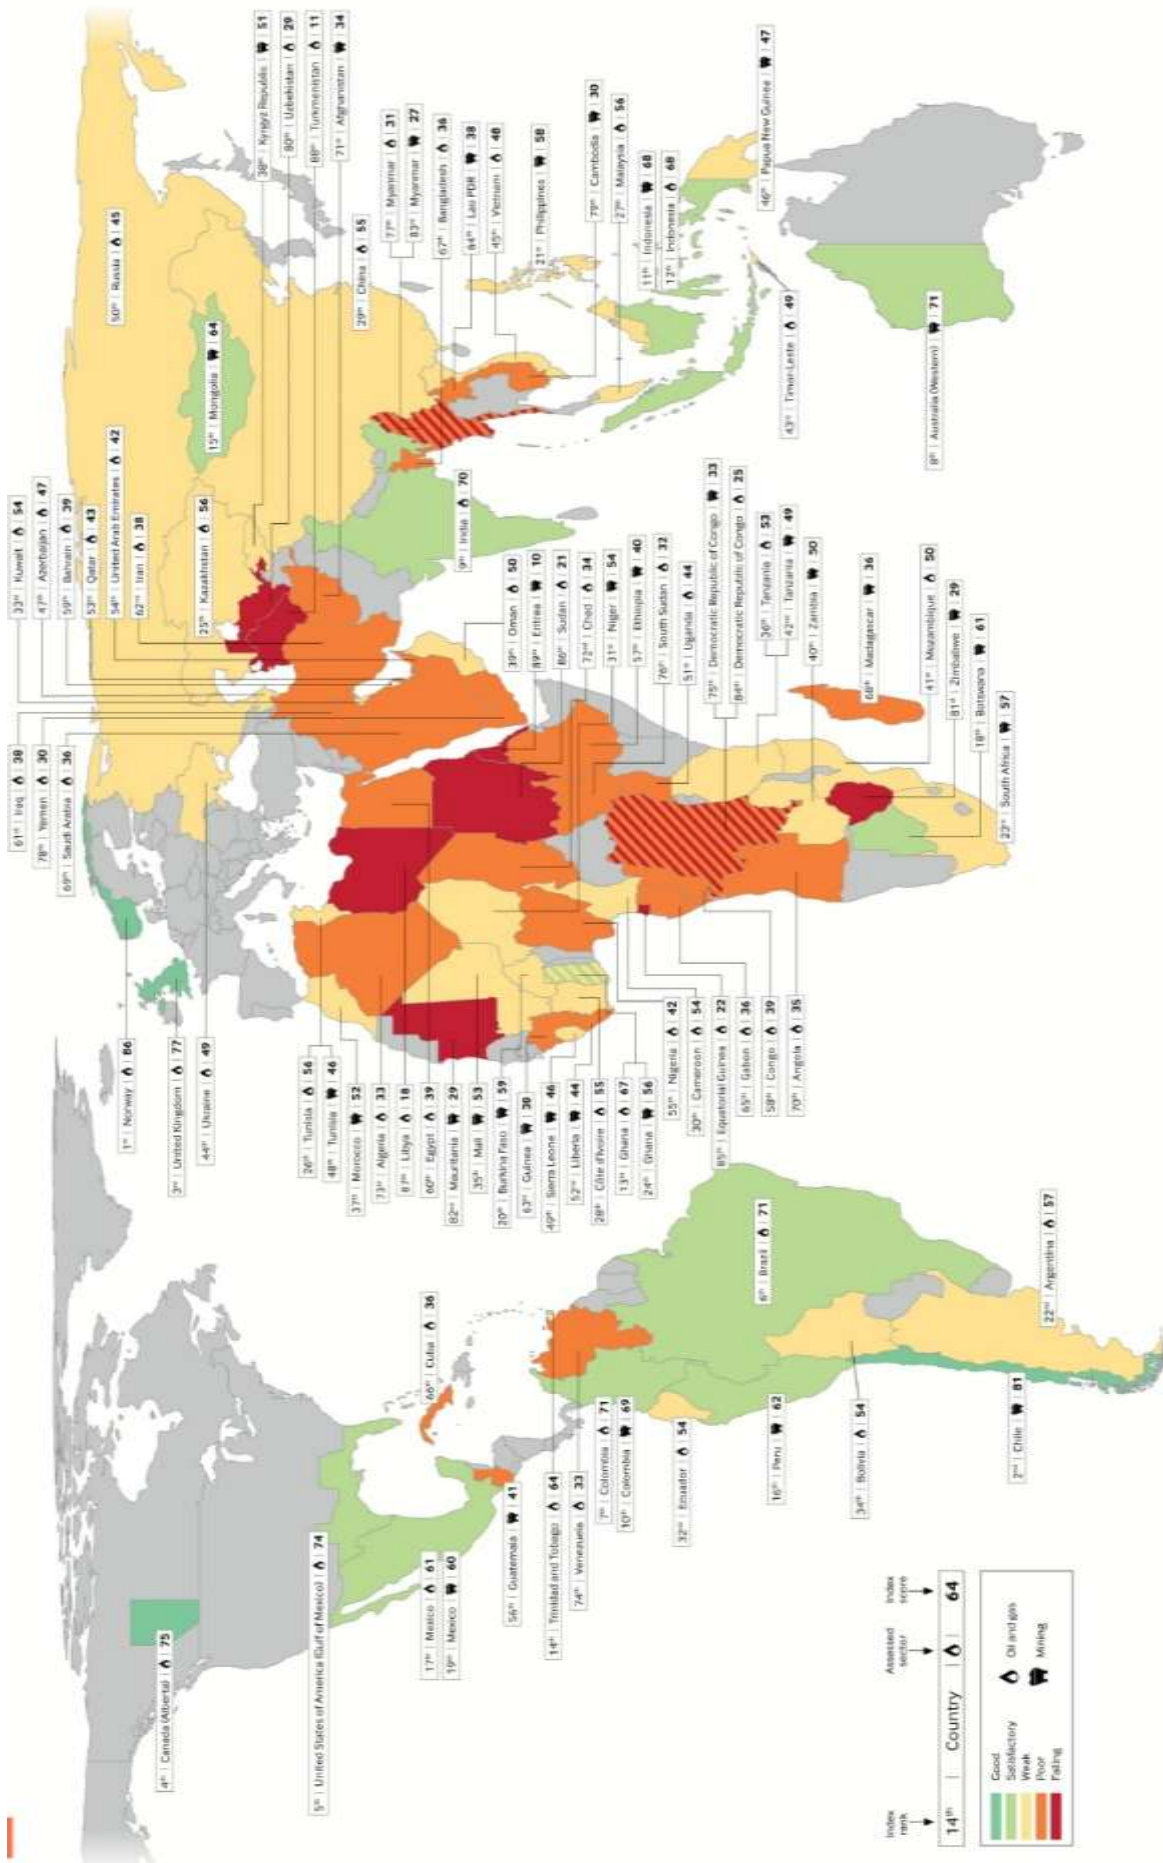 4th | Canada (Alberta) | 75
5th | United States of America (Gulf of Mexico) | 74
17th | Mexico | 61
19th | Mexico | 60
66th | Cuba | 36
56th | Guatemala | 41
14th | Trinidad and Tobago | 64
74th | Venezuela | 33
7th | Colombia | 71
10th | Colombia | 69
32nd | Ecuador | 54
6th | Brazil | 71
16th | Peru | 62
34th | Bolivia | 54
2nd | Chile | 81
22nd | Argentina | 57
1st | Norway | 86
3rd | United Kingdom | 77
44th | Ukraine | 49
26th | Tunisia | 56
48th | Tunisia | 46
37th | Morocco | 52
73rd | Algeria | 33
87th | Libya | 18
60th | Egypt | 39
82nd | Mauritania | 29
35th | Mali | 53
20th | Burkina Faso | 59
63rd | Guinea | 38
49th | Sierra Leone | 46
52nd | Liberia | 44
28th | Côte d'Ivoire | 55
13th | Ghana | 67
24th | Ghana | 56
55th | Nigeria | 42
30th | Cameroon | 54
85th | Equatorial Guinea | 22
65th | Gabon | 36
58th | Congo | 39
70th | Angola | 35
61st | Iraq | 38
78th | Yemen | 30
69th | Saudi Arabia | 36
33rd | Kuwait | 54
47th | Azerbaijan | 47
59th | Bahrain | 39
53rd | Qatar | 43
54th | United Arab Emirates | 42
62nd | Iran | 38
25th | Kazakhstan | 56
39th | Oman | 50
89th | Eritrea | 10
86th | Sudan | 21
72nd | Chad | 34
31st | Niger | 54
57th | Ethiopia | 40
76th | South Sudan | 32
51st | Uganda | 44
75th | Democratic Republic of Congo | 33
84th | Democratic Republic of Congo | 25
36th | Tanzania | 53
42nd | Tanzania | 49
40th | Zambia | 50
68th | Madagascar | 36
41st | Mozambique | 50
81st | Zimbabwe | 29
18th | Botswana | 61
23rd | South Africa | 57
50th | Russia | 45
15th | Mongolia | 64
9th | India | 70
38th | Kyrgyz Republic | 51
80th | Uzbekistan | 29
88th | Turkmenistan | 11
71st | Afghanistan | 34
29th | China | 55
77th | Myanmar | 31
83rd | Myanmar | 27
67th | Bangladesh | 36
64th | Lao PDR | 38
45th | Vietnam | 48
21st | Philippines | 58
79th | Cambodia | 30
27th | Malaysia | 56
11th | Indonesia | 68
12th | Indonesia | 68
46th | Papua New Guinea | 47
43rd | Timor-Leste | 49
8th | Australia (Western) | 71
Index rank
Assessed sector
Index score
14th | Country | 64
Good
Satisfactory
Weak
Poor
Failing
Oil and gas
Mining